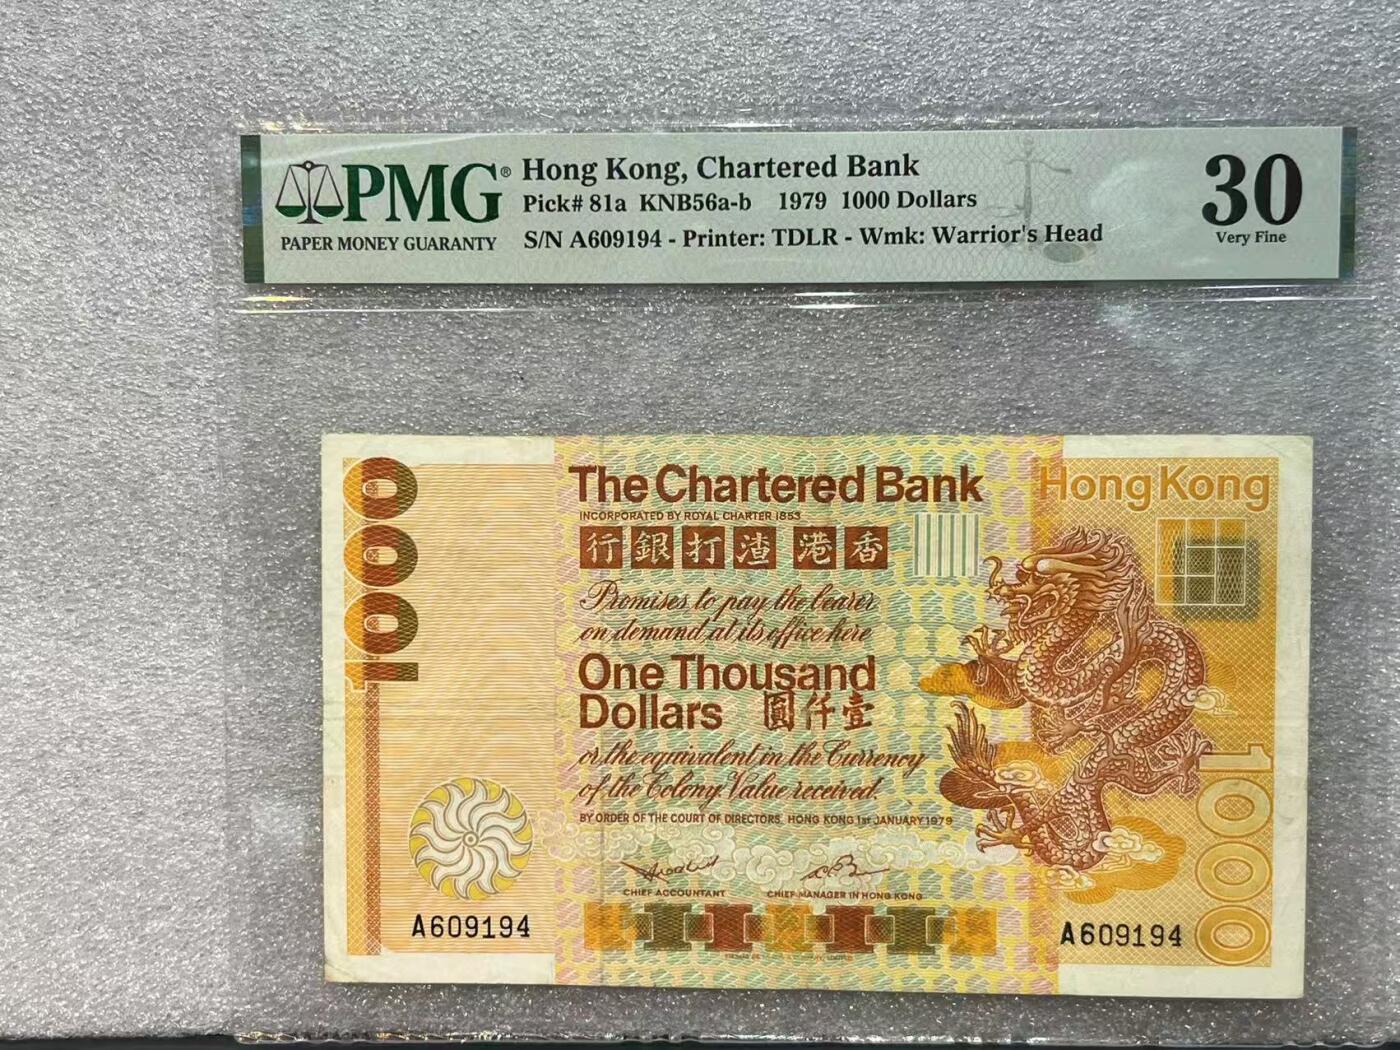 PMG®
PAPER MONEY GUARANTY
Hong Kong, Chartered Bank
Pick# 81a KNB56a-b 1979 1000 Dollars
S/N A609194 - Printer: TDLR - Wmk: Warrior's Head
30
Very Fine
1000
The Chartered Bank
INCORPORATED BY ROYAL CHARTER 1853
行銀打渣 港香
Promises to pay the bearer
on demand at its office here
One Thousand
Dollars 圓仟壹
or the equivalent in the Currency
of the Colony. Value received.
BY ORDER OF THE COURT OF DIRECTORS, HONG KONG 1ST JANUARY 1979
CHIEF ACCOUNTANT
CHIEF MANAGER IN HONG KONG
A609194
Hong Kong
1000
A609194